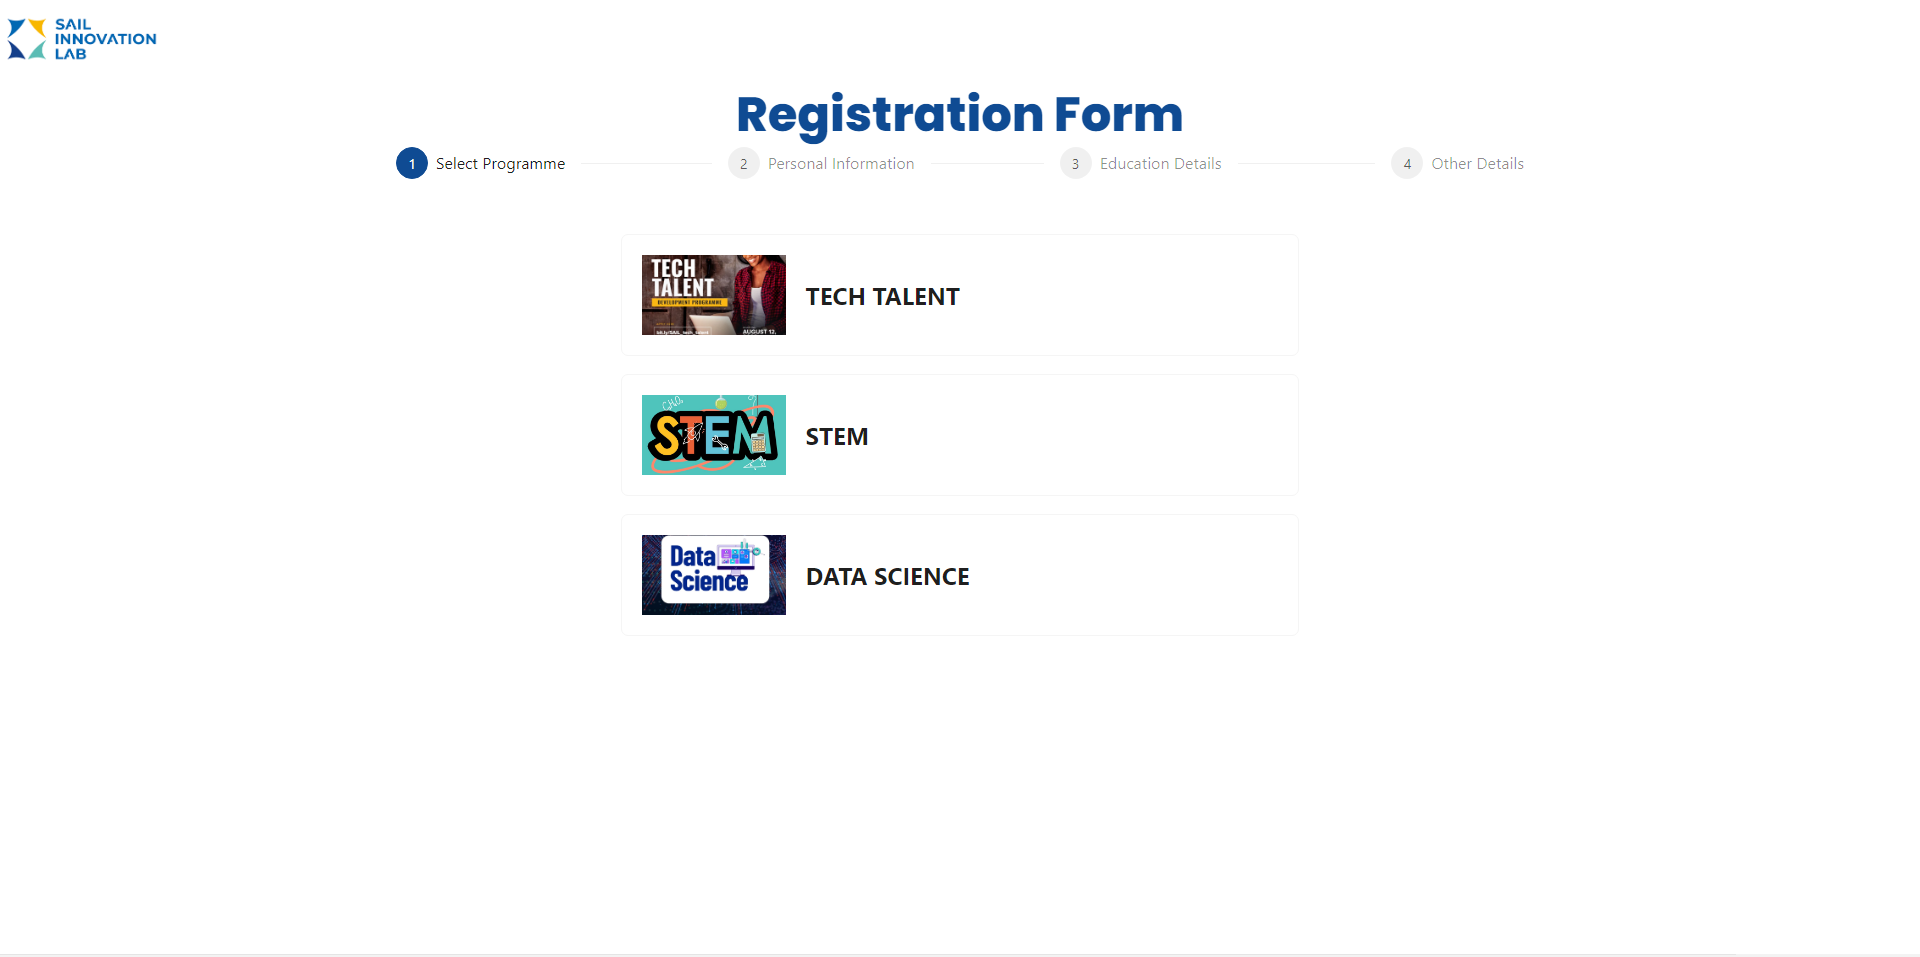 SAIL
INNOVATION
LAB
Registration Form
1 Select Programme
2 Personal Information
3 Education Details
4 Other Details
TECH
TALENT
DEVELOPMENT PROGRAMME
AUGUST 12,
TECH TALENT
STEM
STEM
Data
Science
DATA SCIENCE